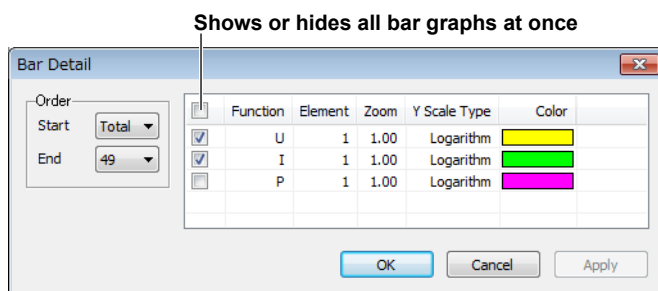 Shows or hides all bar graphs at once
Bar Detail
Order
Start Total
End 49
Function Element Zoom Y Scale Type Color
U 1 1.00 Logarithm
I 1 1.00 Logarithm
P 1 1.00 Logarithm
OK Cancel Apply